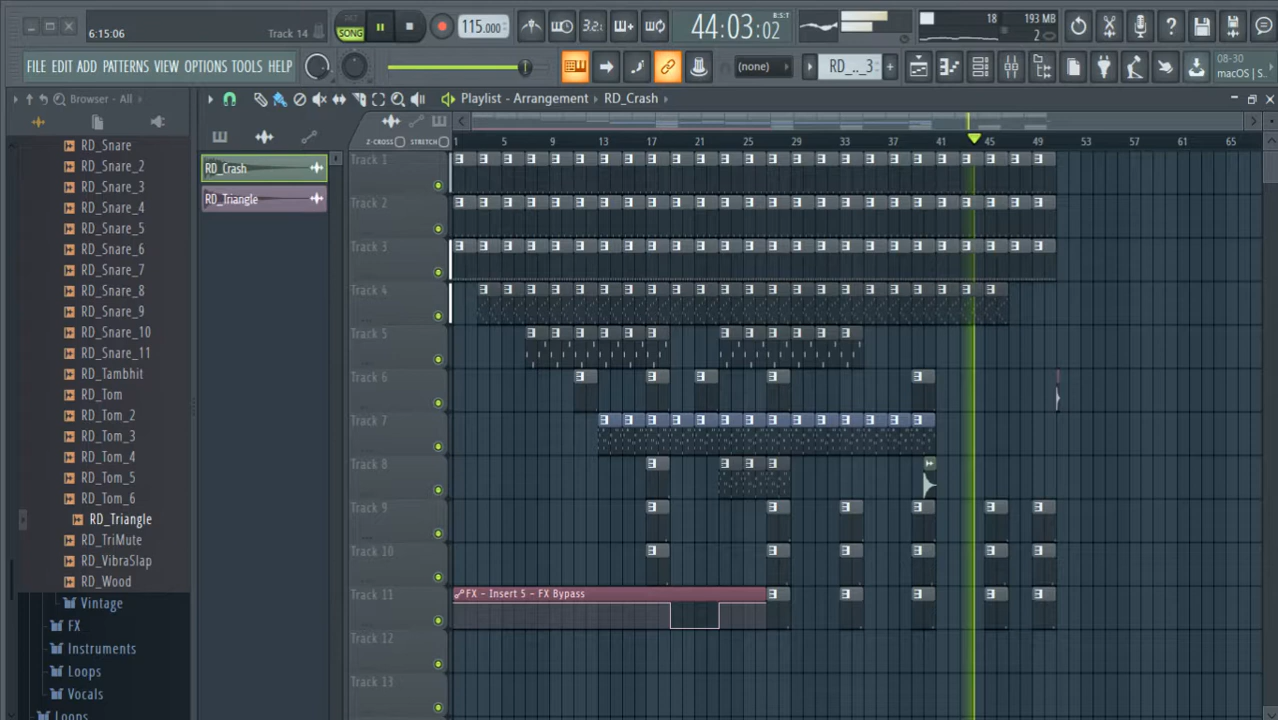 6:15:06
Track 14
PAT
SONG
115.000
3.2.1
44:03:02
B:S:T
18
193 MB
2
FILE EDIT ADD PATTERNS VIEW OPTIONS TOOLS HELP
(none)
RD_.._3
08-30
macOS | S..
Browser - All
Playlist - Arrangement
RD_Crash
Z-CROSS
STRETCH
1 5 9 13 17 21 25 29 33 37 41 45 49 53 57 61 65
RD_Snare
RD_Snare_2
RD_Snare_3
RD_Snare_4
RD_Snare_5
RD_Snare_6
RD_Snare_7
RD_Snare_8
RD_Snare_9
RD_Snare_10
RD_Snare_11
RD_Tambhit
RD_Tom
RD_Tom_2
RD_Tom_3
RD_Tom_4
RD_Tom_5
RD_Tom_6
RD_Triangle
RD_TriMute
RD_VibraSlap
RD_Wood
Vintage
FX
Instruments
Loops
Vocals
Loops
RD_Crash
RD_Triangle
Track 1
Track 2
Track 3
Track 4
Track 5
Track 6
Track 7
Track 8
Track 9
Track 10
Track 11
FX - Insert 5 - FX Bypass
Track 12
Track 13